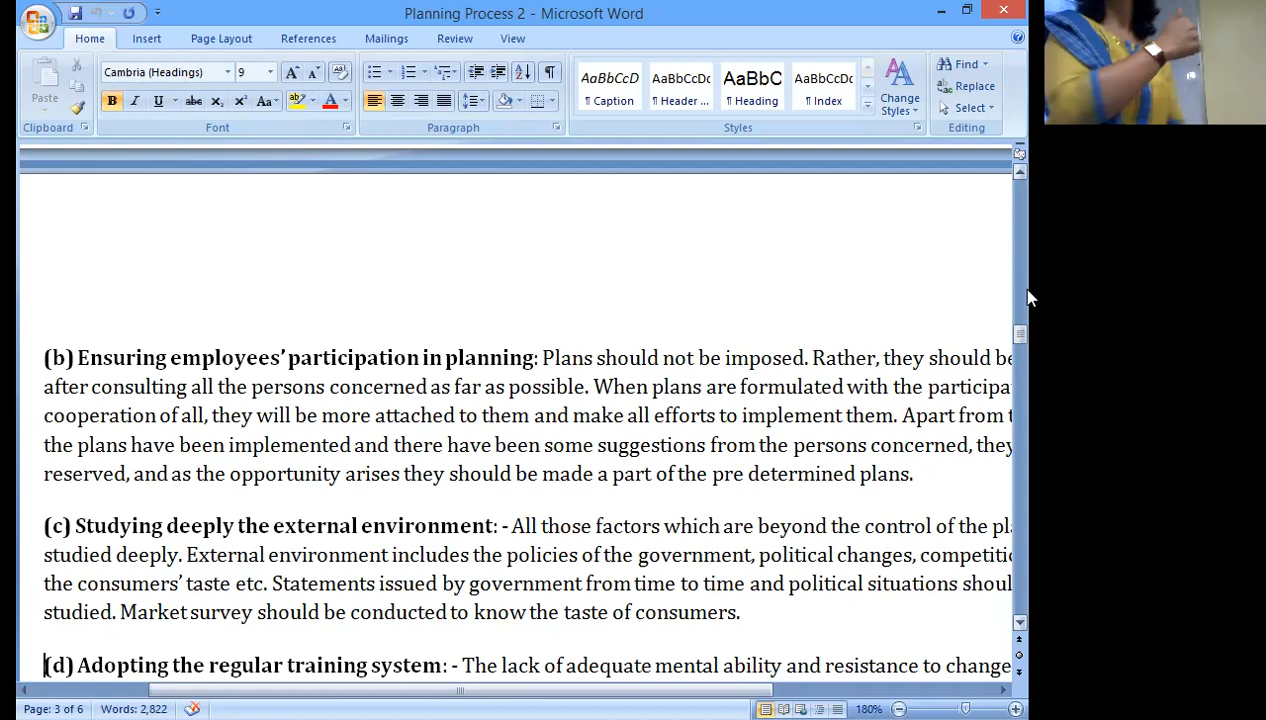 Planning Process 2 - Microsoft Word
Home Insert Page Layout References Mailings Review View
Paste
Clipboard
Cambria (Headings) 9
B I U abc x₂ x² Aa
Font
Paragraph
AaBbCcD AaBbCcDc AaBbC AaBbCcDc
¶ Caption ¶ Header ... ¶ Heading ¶ Index
Change Styles
Styles
Find
Replace
Select
Editing
(b) Ensuring employees' participation in planning: Plans should not be imposed. Rather, they should be
after consulting all the persons concerned as far as possible. When plans are formulated with the participa
cooperation of all, they will be more attached to them and make all efforts to implement them. Apart from t
the plans have been implemented and there have been some suggestions from the persons concerned, they
reserved, and as the opportunity arises they should be made a part of the pre determined plans.
(c) Studying deeply the external environment: - All those factors which are beyond the control of the pla
studied deeply. External environment includes the policies of the government, political changes, competitio
the consumers' taste etc. Statements issued by government from time to time and political situations shoul
studied. Market survey should be conducted to know the taste of consumers.
(d) Adopting the regular training system: - The lack of adequate mental ability and resistance to change
Page: 3 of 6 Words: 2,822 180%